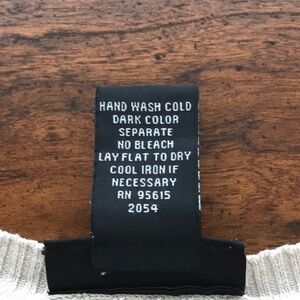 HAND WASH COLD
DARK COLOR
SEPARATE
NO BLEACH
LAY FLAT TO DRY
COOL IRON IF
NECESSARY
RN 95615
2054